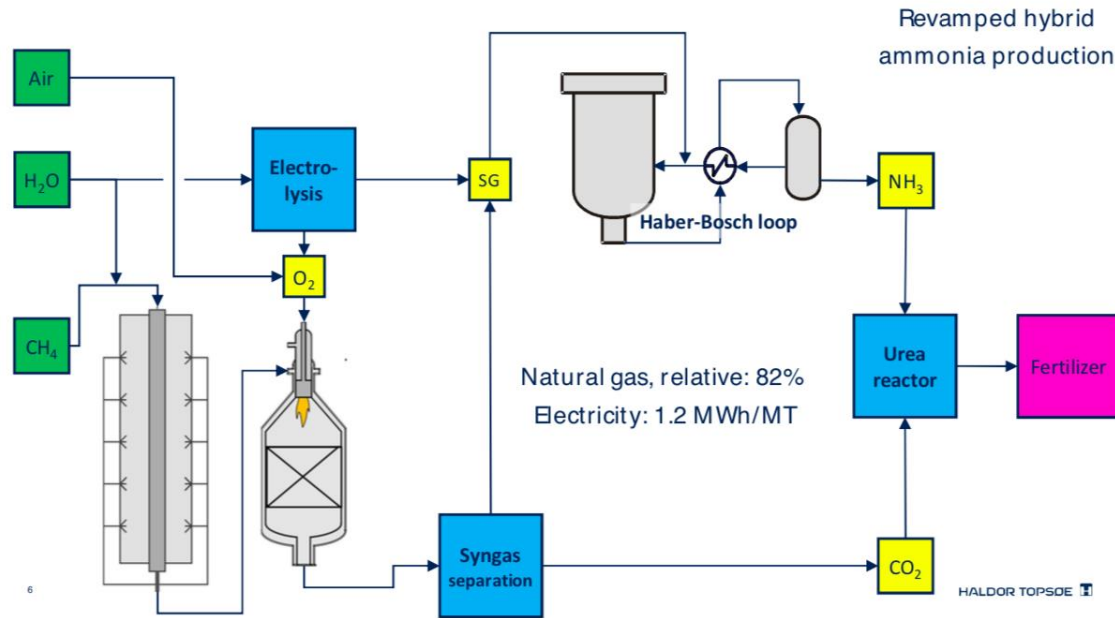 Revamped hybrid
ammonia production
Air
H₂O
CH₄
Electro-
lysis
O₂
SG
Haber-Bosch loop
NH₃
Natural gas, relative: 82%
Electricity: 1.2 MWh/MT
Urea
reactor
Fertilizer
Syngas
separation
CO₂
6
HALDOR TOPSØE